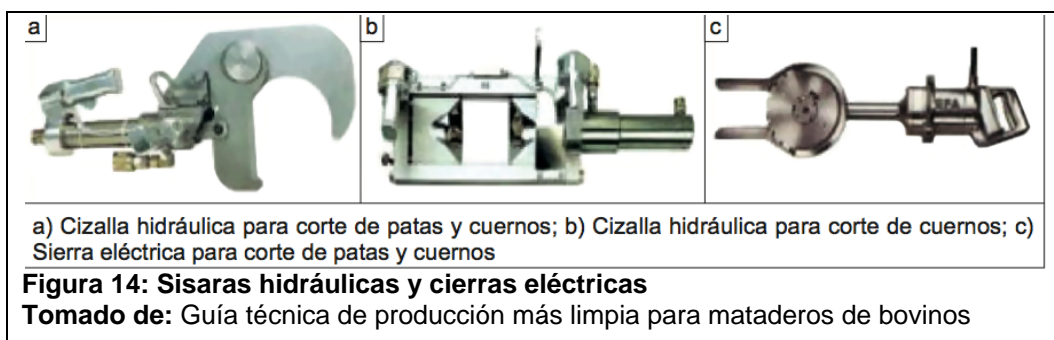 a
b
c
EFA
a) Cizalla hidráulica para corte de patas y cuernos; b) Cizalla hidráulica para corte de cuernos; c)
Sierra eléctrica para corte de patas y cuernos
Figura 14: Sisaras hidráulicas y cierras eléctricas
Tomado de: Guía técnica de producción más limpia para mataderos de bovinos